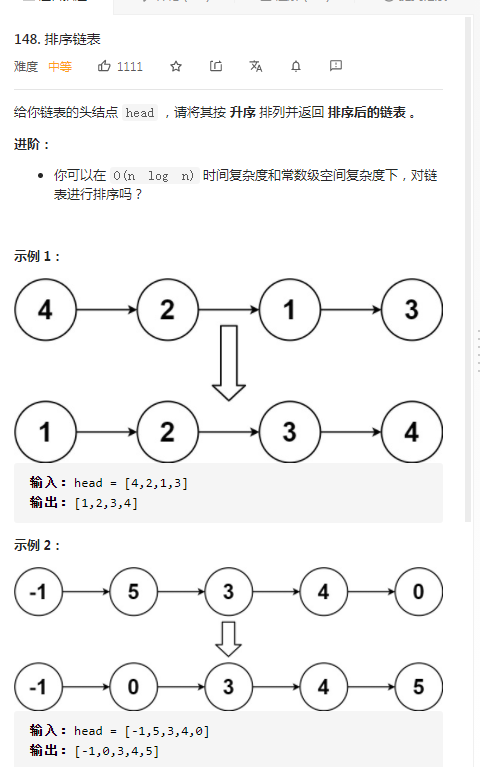 148. 排序链表
难度 中等 1111
给你链表的头结点 head ，请将其按 升序 排列并返回 排序后的链表 。
进阶：
你可以在 O(n log n) 时间复杂度和常数级空间复杂度下，对链
表进行排序吗？
示例 1：
4 2 1 3
1 2 3 4
输入：head = [4,2,1,3]
输出：[1,2,3,4]
示例 2：
-1 5 3 4 0
-1 0 3 4 5
输入：head = [-1,5,3,4,0]
输出：[-1,0,3,4,5]